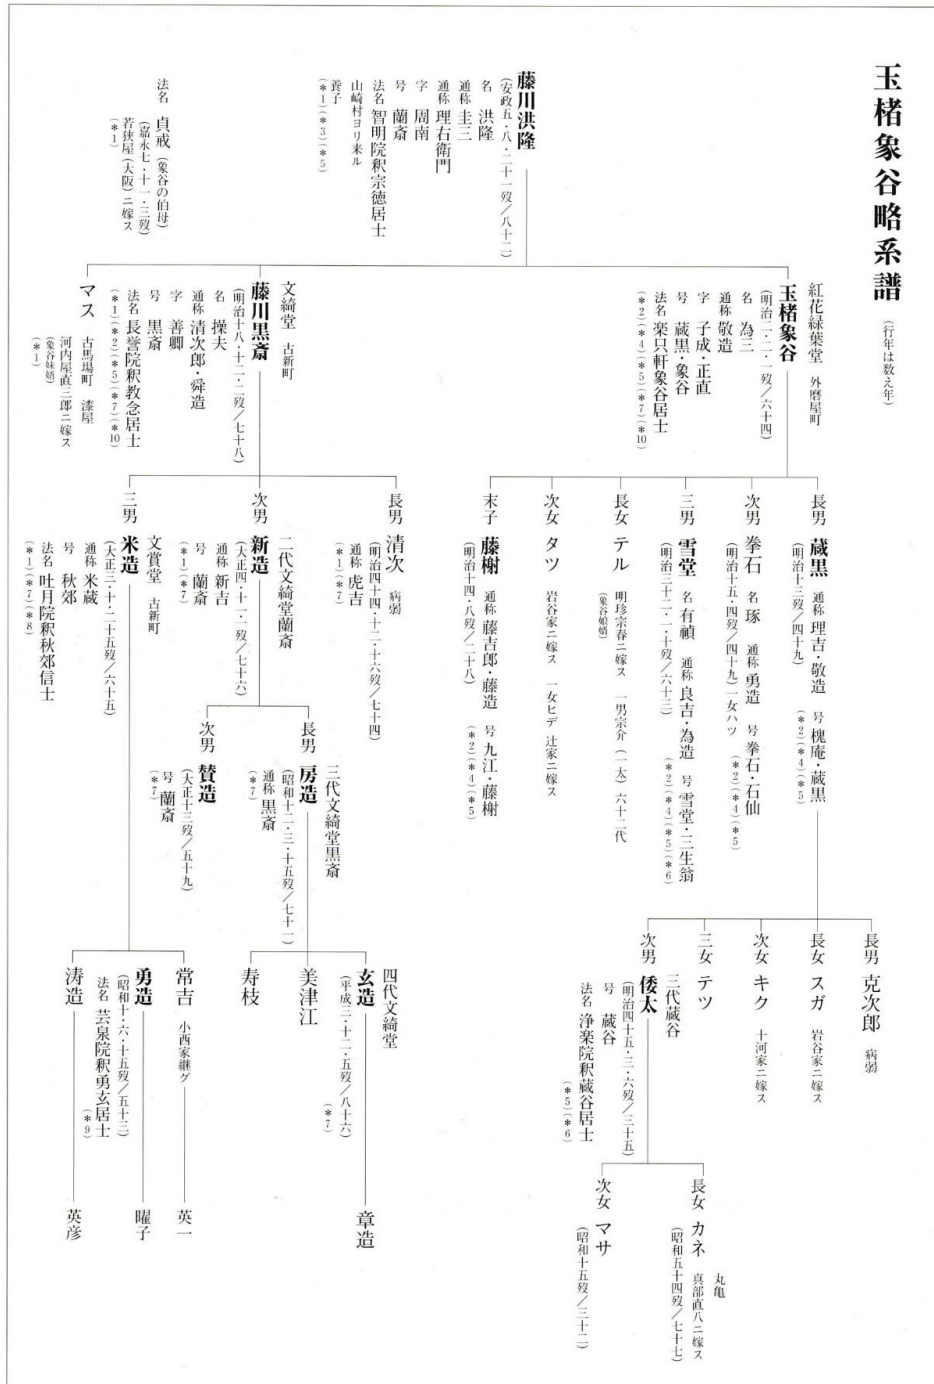 玉楮象谷略系譜
(行年は数え年)
藤川洪隆
(安政五・八・二十一歿/八十二)
名 洪隆
通称 圭三
通称 理右衛門
字 周南
号 蘭斎
法名 智明院釈宗徳居士
山崎村ヨリ来ル
養子
(*1)(*3)(*5)
法名 貞戒 (象谷の伯母)
(嘉永七・十一・三歿)
若狭屋(大阪)ニ嫁ス
(*1)
紅花緑葉堂 外磨屋町
玉楮象谷
(明治二・二・一歿/六十四)
名 為三
通称 敬造
字 子成・正直
号 蔵黒・象谷
法名 楽只軒象谷居士
(*2)(*4)(*5)(*7)(*10)
文綺堂 古新町
藤川黒斎
(明治十八・十二・二歿/七十八)
名 操夫
通称 清次郎・舜造
字 善卿
号 黒斎
法名 長誉院釈教念居士
(*1)(*2)(*5)(*7)(*10)
マス 古馬場町 漆屋
河内屋直三郎ニ嫁ス
(象谷妹婿)
(*1)
長男 蔵黒 通称 理吉・敬造 号 槐庵・蔵黒
(明治十三歿/四十九) (*2)(*4)(*5)
次男 拳石 名 琢 通称 勇造 号 拳石・石仙
(明治十五・四歿/四十九) 一女ハツ (*2)(*4)(*5)
三男 雪堂 名 有禎 通称 良吉・為造 号 雪堂・三生翁
(明治三十二・一・十歿/六十三) (*2)(*4)(*5)(*6)
長女 テル 明珍宗春ニ嫁ス 一男宗介(一太) 六十二代
(象谷娘婿)
次女 タツ 岩谷家ニ嫁ス 一女ヒデ 辻家ニ嫁ス
末子 藤榭 通称 藤吉郎・藤造 号 九江・藤榭
(明治十四・八歿/二十八) (*2)(*4)(*5)
長男 清次 病弱
(明治四十四・十二・十六歿/七十四)
通称 虎吉
(*1)(*7)
二代文綺堂蘭斎
次男 新造
(大正四・十一・一歿/七十六)
通称 新吉
号 蘭斎
(*1)(*7)
文賞堂 古新町
三男 米造
(大正三・十・二十五歿/六十五)
通称 米蔵
号 秋郊
法名 吐月院釈秋郊信士
(*1)(*7)(*8)
三代文綺堂黒斎
長男 房造
(昭和十二・三・十五歿/七十一)
通称 黒斎
(*7)
次男 賛造
(大正十三歿/五十九)
号 蘭斎
(*7)
長男 克次郎 病弱
長女 スガ 岩谷家ニ嫁ス
次女 キク 十河家ニ嫁ス
三女 テツ
三代蔵谷
次男 倭太
(明治四十五・三・六歿/三十五)
号 蔵谷
法名 浄楽院釈蔵谷居士
(*5)(*6)
四代文綺堂
玄造
(平成三・十二・五歿/八十六)
(*7)
美津江
寿枝
常吉 小西家継グ
勇造
(昭和十・六・十五歿/五十三)
法名 芸泉院釈勇玄居士
(*9)
涛造
丸亀
長女 カネ 真部直八ニ嫁ス
(昭和五十四歿/七十七)
次女 マサ
(昭和十五歿/三十二)
章造
英一
曜子
英彦